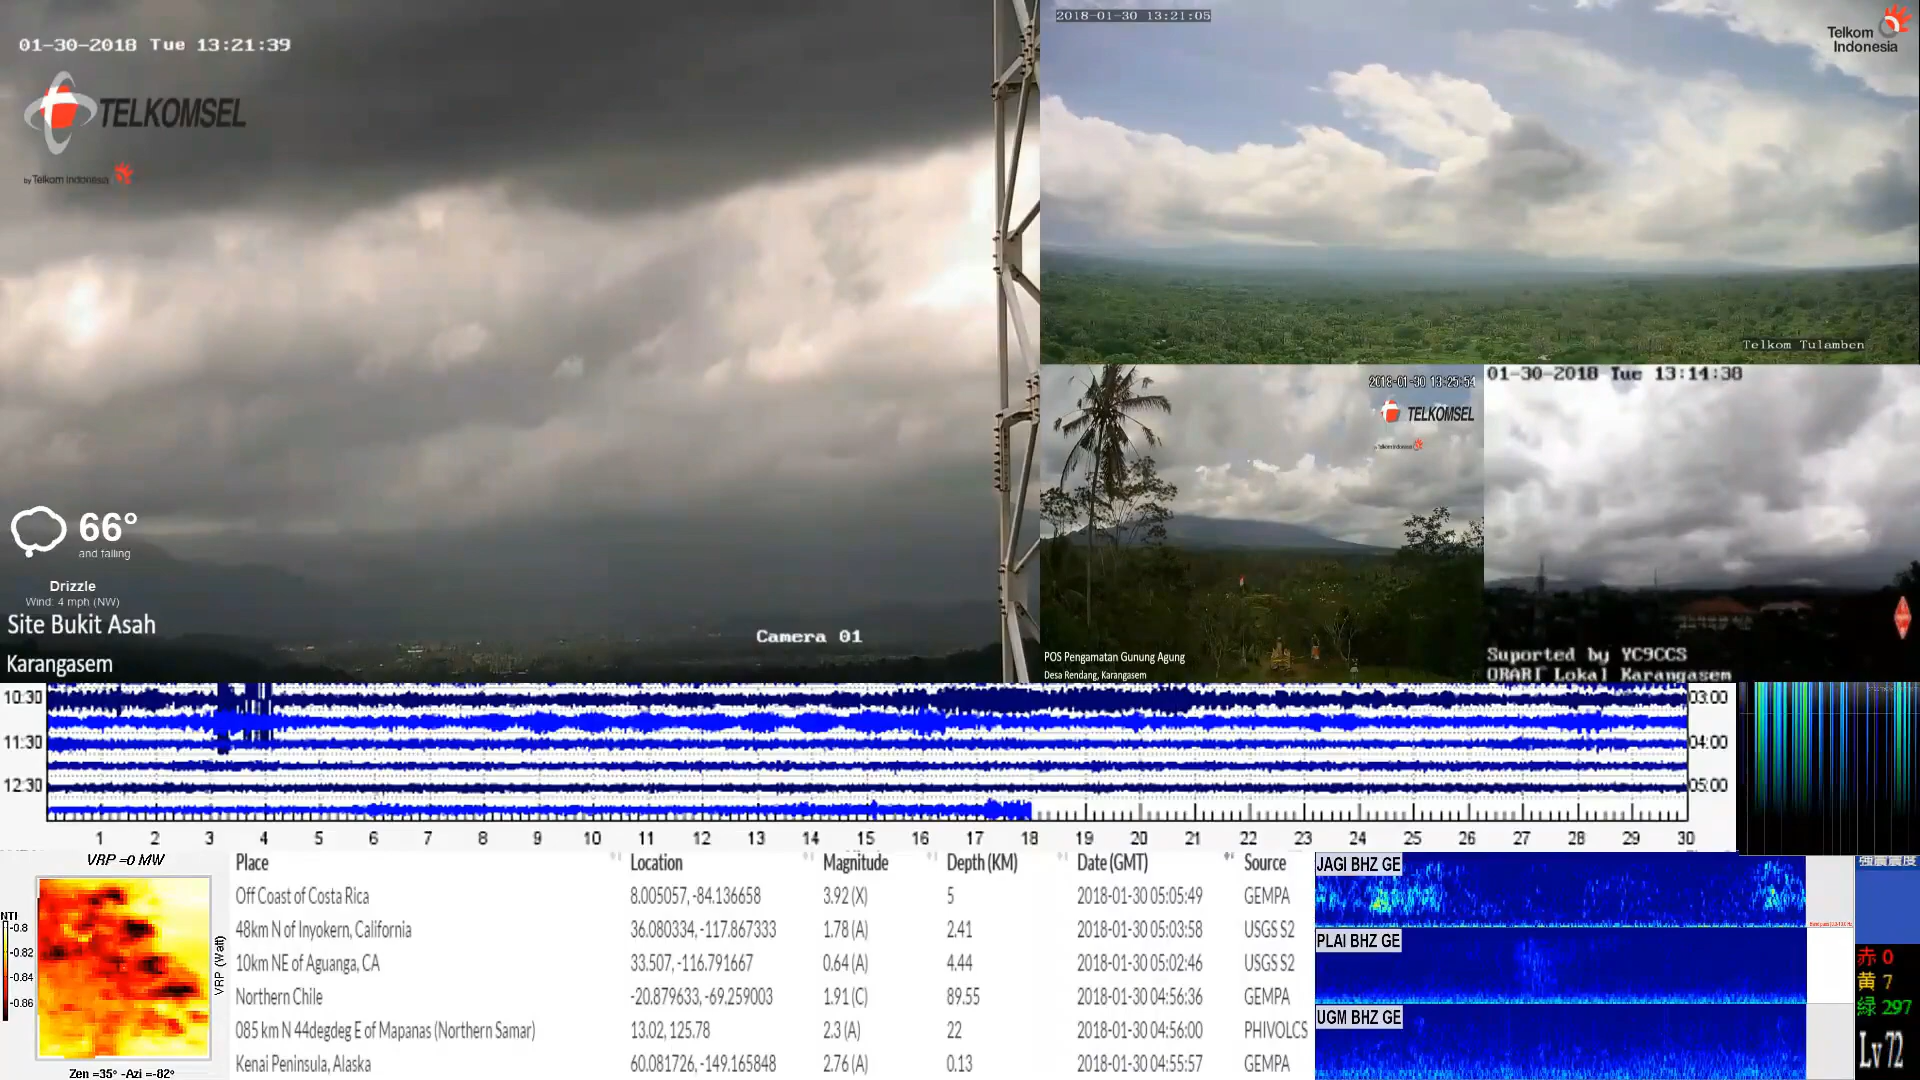 01-30-2018 Tue 13:21:39
TELKOMSEL
by Telkom Indonesia
66°
and falling
Drizzle
Wind: 4 mph (NW)
Site Bukit Asah
Karangasem
Camera 01
2018-01-30 13:21:05
Telkom
Indonesia
Telkom Tulamben
2018-01-30 13:25:54
TELKOMSEL
by Telkom Indonesia
POS Pengamatan Gunung Agung
Desa Rendang, Karangasem
01-30-2018 Tue 13:14:38
Suported by YC9CCS
ORARI Lokal Karangasem
10:30 03:00
11:30 04:00
12:30 05:00
1 2 3 4 5 6 7 8 9 10 11 12 13 14 15 16 17 18 19 20 21 22 23 24 25 26 27 28 29 30
VRP =0 MW
NTI
-0.8
-0.82
-0.84
-0.86
VRP (Watt)
Zen =35° -Azi =-82°
Place Location Magnitude Depth (KM) Date (GMT) Source
Off Coast of Costa Rica 8.005057, -84.136658 3.92 (X) 5 2018-01-30 05:05:49 GEMPA
48km N of Inyokern, California 36.080334, -117.867333 1.78 (A) 2.41 2018-01-30 05:03:58 USGS S2
10km NE of Aguanga, CA 33.507, -116.791667 0.64 (A) 4.44 2018-01-30 05:02:46 USGS S2
Northern Chile -20.879633, -69.259003 1.91 (C) 89.55 2018-01-30 04:56:36 GEMPA
085 km N 44degdeg E of Mapanas (Northern Samar) 13.02, 125.78 2.3 (A) 22 2018-01-30 04:56:00 PHIVOLCS
Kenai Peninsula, Alaska 60.081726, -149.165848 2.76 (A) 0.13 2018-01-30 04:55:57 GEMPA
JAGI BHZ GE
PLAI BHZ GE
UGM BHZ GE
強震震度
赤 0
黄 7
緑 297
Lv 72